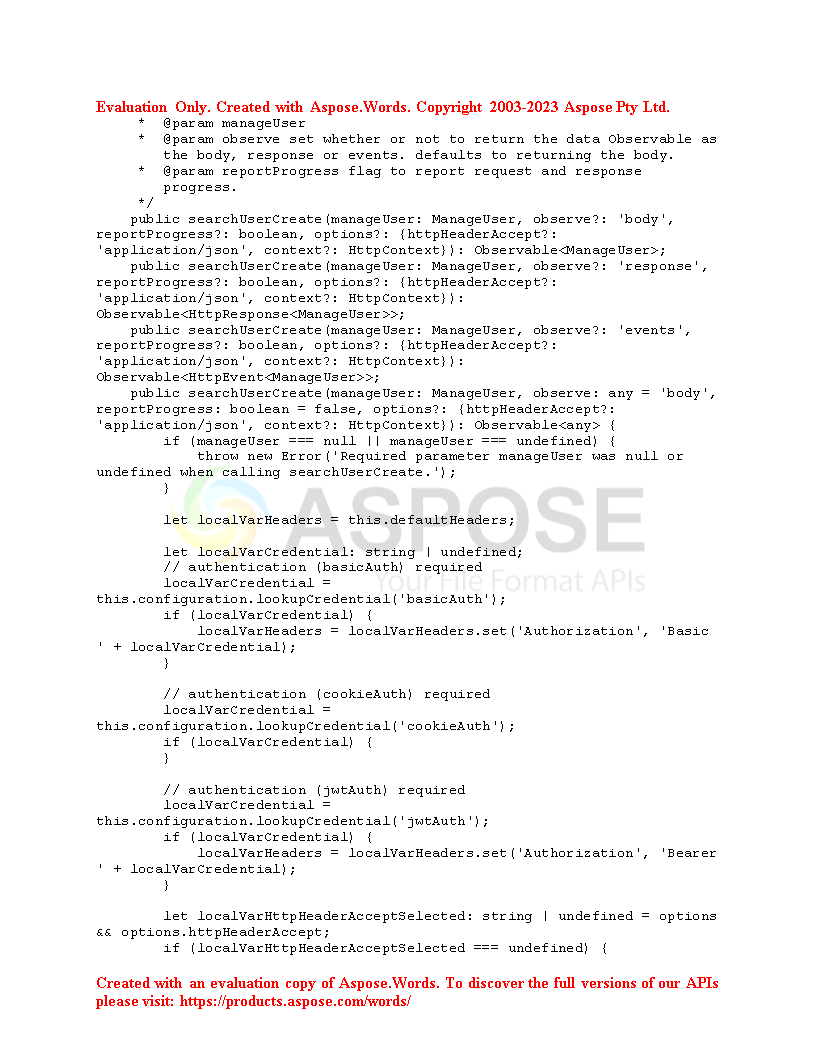 Evaluation Only. Created with Aspose.Words. Copyright 2003-2023 Aspose Pty Ltd.
     *  @param manageUser
     *  @param observe set whether or not to return the data Observable as
        the body, response or events. defaults to returning the body.
     *  @param reportProgress flag to report request and response
        progress.
     */
    public searchUserCreate(manageUser: ManageUser, observe?: 'body',
reportProgress?: boolean, options?: {httpHeaderAccept?:
'application/json', context?: HttpContext}): Observable<ManageUser>;
    public searchUserCreate(manageUser: ManageUser, observe?: 'response',
reportProgress?: boolean, options?: {httpHeaderAccept?:
'application/json', context?: HttpContext}):
Observable<HttpResponse<ManageUser>>;
    public searchUserCreate(manageUser: ManageUser, observe?: 'events',
reportProgress?: boolean, options?: {httpHeaderAccept?:
'application/json', context?: HttpContext}):
Observable<HttpEvent<ManageUser>>;
    public searchUserCreate(manageUser: ManageUser, observe: any = 'body',
reportProgress: boolean = false, options?: {httpHeaderAccept?:
'application/json', context?: HttpContext}): Observable<any> {
        if (manageUser === null || manageUser === undefined) {
            throw new Error('Required parameter manageUser was null or
undefined when calling searchUserCreate.');
        }
ASPOSE
        let localVarHeaders = this.defaultHeaders;
        let localVarCredential: string | undefined;
        // authentication (basicAuth) required
Your File Format APIs
        localVarCredential =
this.configuration.lookupCredential('basicAuth');
        if (localVarCredential) {
            localVarHeaders = localVarHeaders.set('Authorization', 'Basic
' + localVarCredential);
        }
        // authentication (cookieAuth) required
        localVarCredential =
this.configuration.lookupCredential('cookieAuth');
        if (localVarCredential) {
        }
        // authentication (jwtAuth) required
        localVarCredential =
this.configuration.lookupCredential('jwtAuth');
        if (localVarCredential) {
            localVarHeaders = localVarHeaders.set('Authorization', 'Bearer
' + localVarCredential);
        }
        let localVarHttpHeaderAcceptSelected: string | undefined = options
&& options.httpHeaderAccept;
        if (localVarHttpHeaderAcceptSelected === undefined) {
Created with an evaluation copy of Aspose.Words. To discover the full versions of our APIs
please visit: https://products.aspose.com/words/